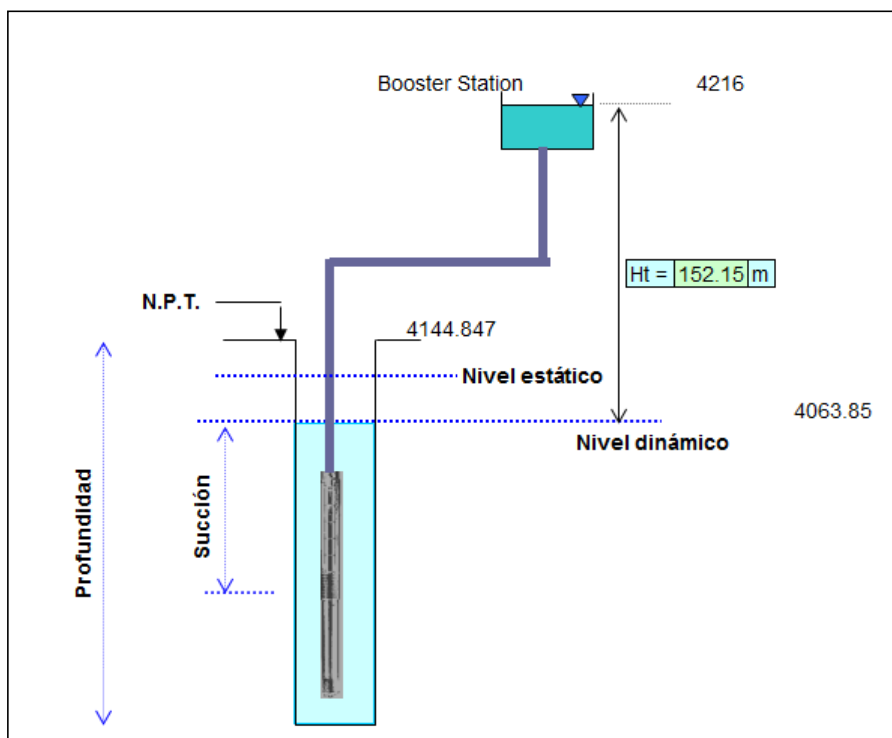 Booster Station 4216
Ht = 152.15 m
N.P.T.
4144.847
Nivel estático
4063.85
Nivel dinámico
Succión
Profundidad